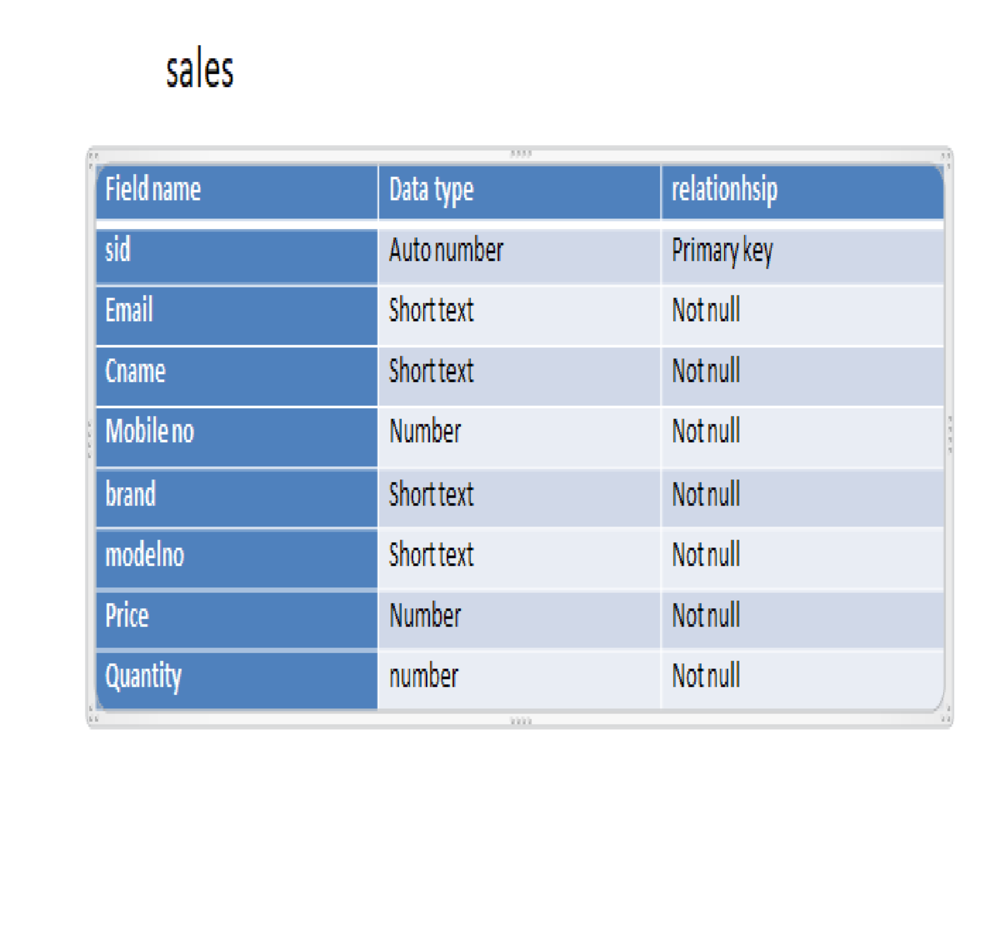 sales
Field name Data type relationhsip
sid Auto number Primary key
Email Short text Not null
Cname Short text Not null
Mobile no Number Not null
brand Short text Not null
modelno Short text Not null
Price Number Not null
Quantity number Not null